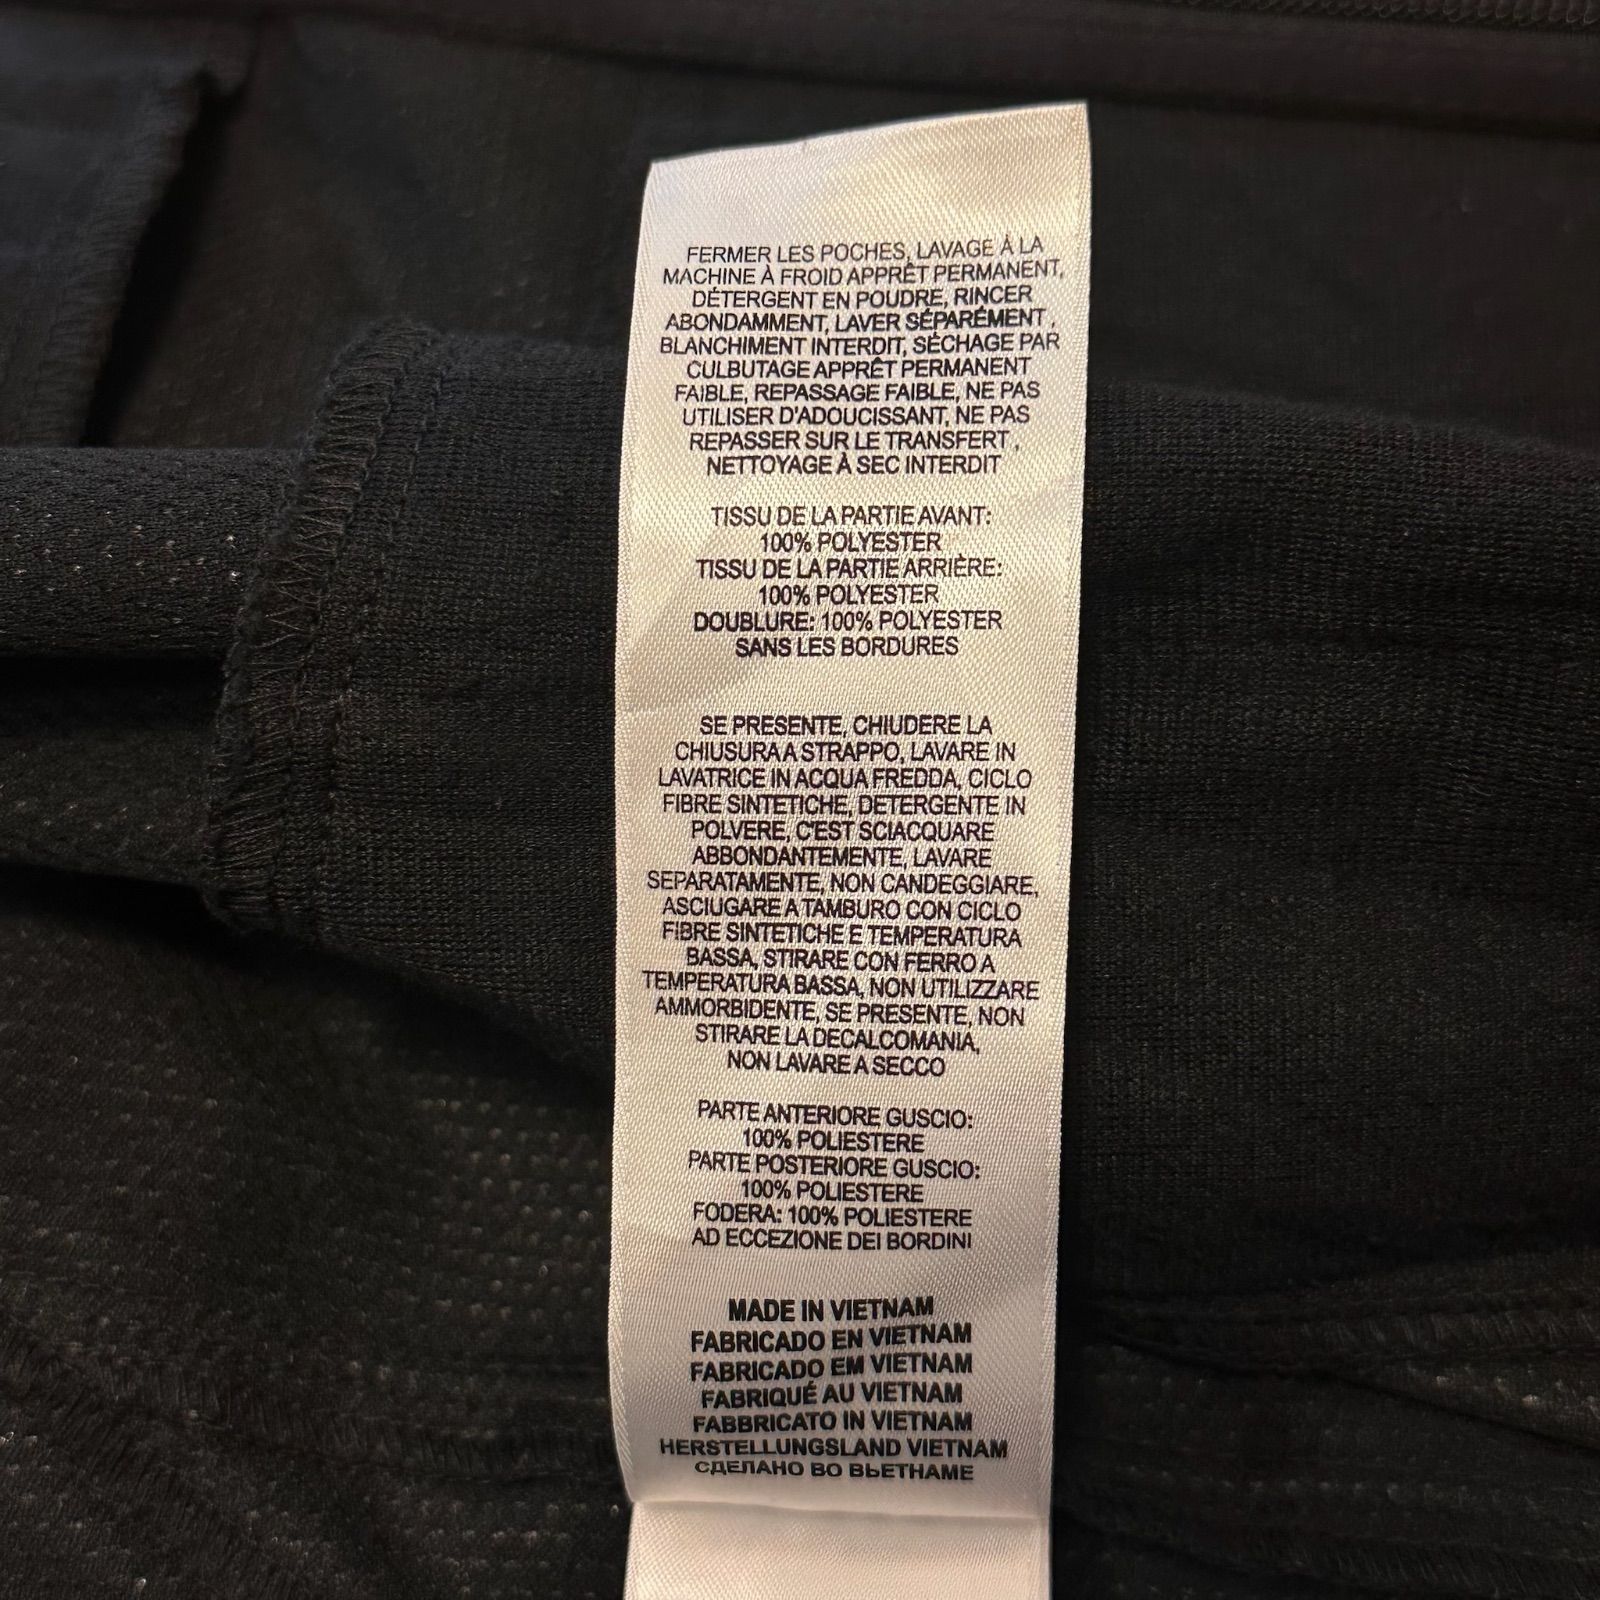 FERMER LES POCHES, LAVAGE À LA
MACHINE À FROID APPRÊT PERMANENT,
DÉTERGENT EN POUDRE, RINCER
ABONDAMMENT, LAVER SÉPARÉMENT ,
BLANCHIMENT INTERDIT, SÉCHAGE PAR
CULBUTAGE APPRÊT PERMANENT
FAIBLE, REPASSAGE FAIBLE, NE PAS
UTILISER D'ADOUCISSANT, NE PAS
REPASSER SUR LE TRANSFERT ,
NETTOYAGE À SEC INTERDIT
TISSU DE LA PARTIE AVANT:
100% POLYESTER
TISSU DE LA PARTIE ARRIÈRE:
100% POLYESTER
DOUBLURE: 100% POLYESTER
SANS LES BORDURES
SE PRESENTE, CHIUDERE LA
CHIUSURA A STRAPPO, LAVARE IN
LAVATRICE IN ACQUA FREDDA, CICLO
FIBRE SINTETICHE, DETERGENTE IN
POLVERE, C'EST SCIACQUARE
ABBONDANTEMENTE, LAVARE
SEPARATAMENTE, NON CANDEGGIARE,
ASCIUGARE A TAMBURO CON CICLO
FIBRE SINTETICHE E TEMPERATURA
BASSA, STIRARE CON FERRO A
TEMPERATURA BASSA, NON UTILIZZARE
AMMORBIDENTE, SE PRESENTE, NON
STIRARE LA DECALCOMANIA,
NON LAVARE A SECCO
PARTE ANTERIORE GUSCIO:
100% POLIESTERE
PARTE POSTERIORE GUSCIO:
100% POLIESTERE
FODERA: 100% POLIESTERE
AD ECCEZIONE DEI BORDINI
MADE IN VIETNAM
FABRICADO EN VIETNAM
FABRICADO EM VIETNAM
FABRIQUÉ AU VIETNAM
FABBRICATO IN VIETNAM
HERSTELLUNGSLAND VIETNAM
СДЕЛАНО ВО ВЬЕТНАМЕ